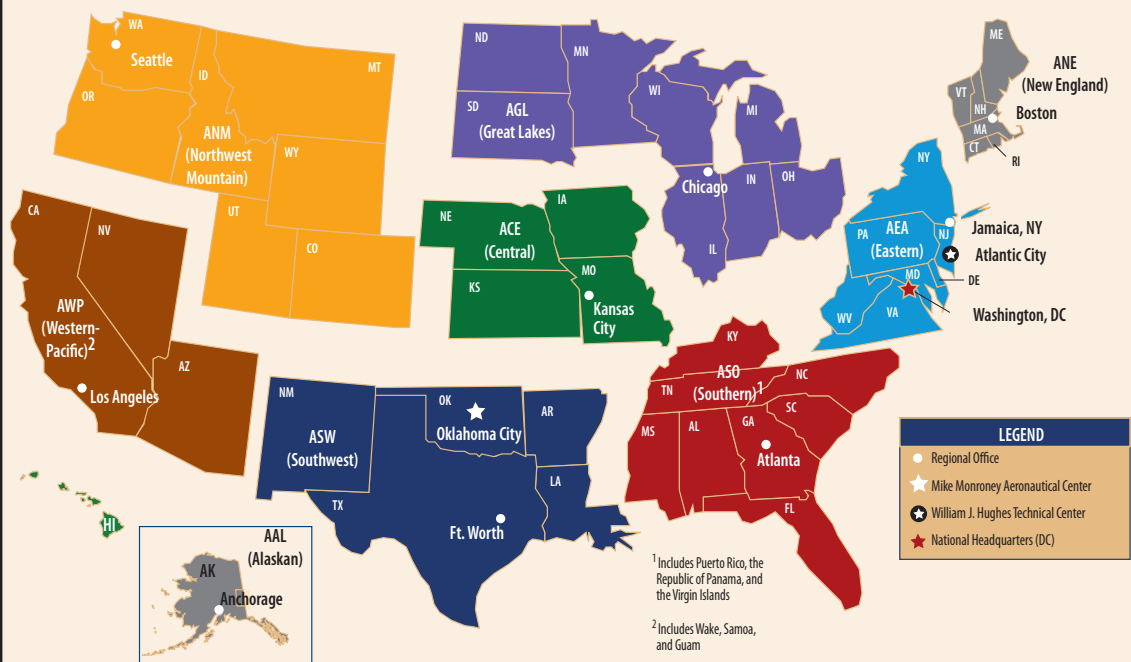 WA
Seattle
ID
MT
OR
ANM
(Northwest
Mountain)
WY
UT
CO
ND
MN
SD
AGL
(Great Lakes)
WI
MI
Chicago
IL
IN
OH
ME
VT
NH
MA
CT
RI
ANE
(New England)
Boston
NY
PA
AEA
(Eastern)
NJ
MD
DE
WV
VA
Jamaica, NY
Atlantic City
Washington, DC
CA
NV
AWP
(Western-
Pacific)2
Los Angeles
AZ
NE
IA
ACE
(Central)
KS
MO
Kansas
City
KY
ASO
(Southern)1
TN
NC
SC
MS
AL
GA
Atlanta
FL
NM
OK
AR
ASW
(Southwest)
Oklahoma City
TX
LA
Ft. Worth
HI
AAL
(Alaskan)
AK
Anchorage
1 Includes Puerto Rico, the
Republic of Panama, and
the Virgin Islands
2 Includes Wake, Samoa,
and Guam
LEGEND
Regional Office
Mike Monroney Aeronautical Center
William J. Hughes Technical Center
National Headquarters (DC)